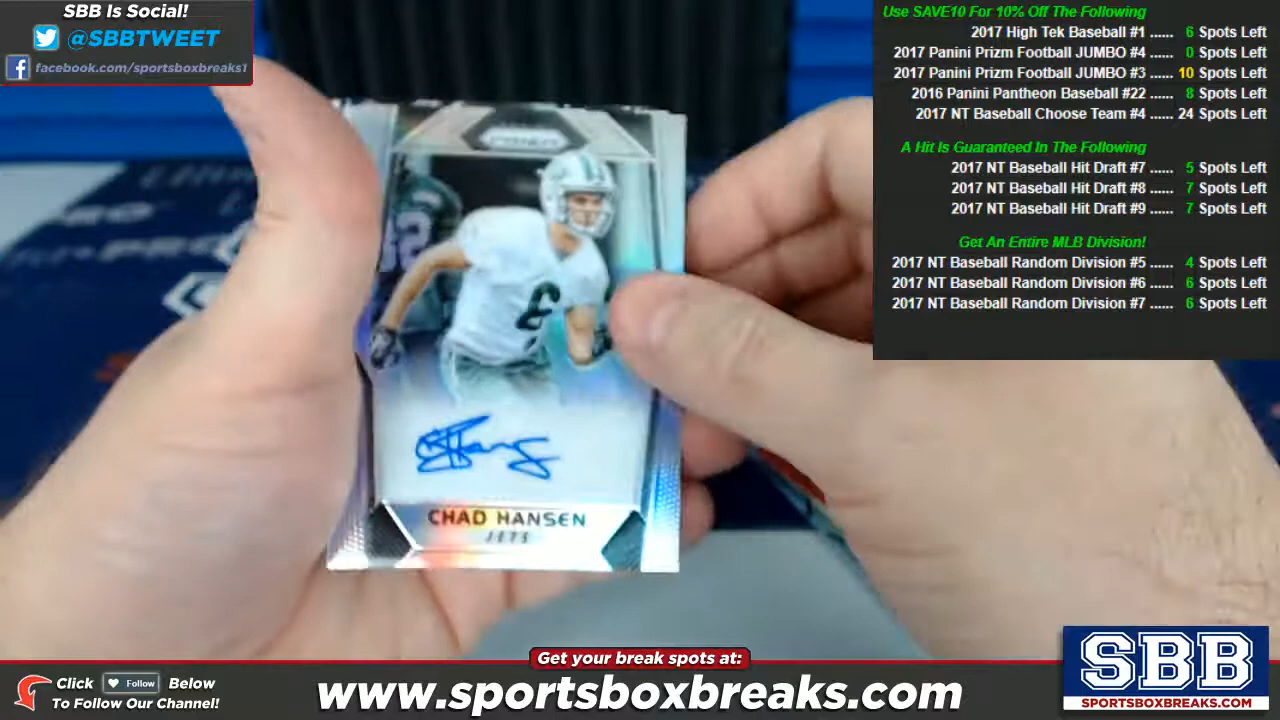 SBB Is Social!
@SBBTWEET
facebook.com/sportsboxbreaks1
Use SAVE10 For 10% Off The Following
2017 High Tek Baseball #1 ...... 6 Spots Left
2017 Panini Prizm Football JUMBO #4 ...... 0 Spots Left
2017 Panini Prizm Football JUMBO #3 ...... 10 Spots Left
2016 Panini Pantheon Baseball #22 ...... 8 Spots Left
2017 NT Baseball Choose Team #4 ...... 24 Spots Left
A Hit Is Guaranteed In The Following
2017 NT Baseball Hit Draft #7 ...... 5 Spots Left
2017 NT Baseball Hit Draft #8 ...... 7 Spots Left
2017 NT Baseball Hit Draft #9 ...... 7 Spots Left
Get An Entire MLB Division!
2017 NT Baseball Random Division #5 ...... 4 Spots Left
2017 NT Baseball Random Division #6 ...... 6 Spots Left
2017 NT Baseball Random Division #7 ...... 6 Spots Left
PRIZM
6
CHAD HANSEN
JETS
Get your break spots at:
Click Follow Below
To Follow Our Channel!
www.sportsboxbreaks.com
SBB
SPORTSBOXBREAKS.COM